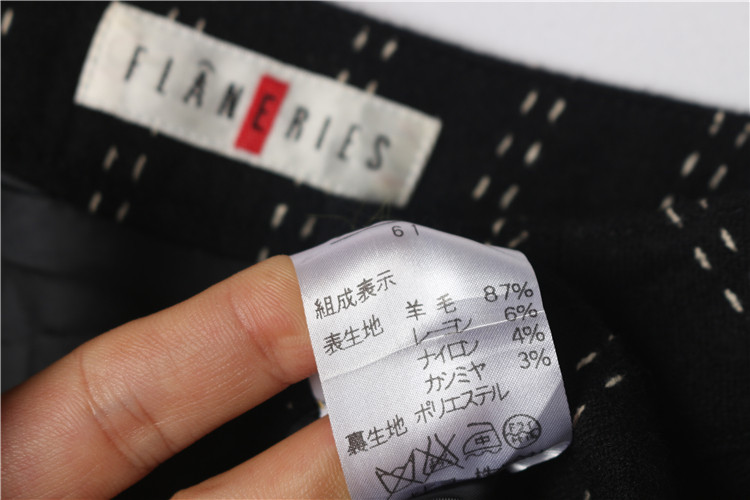 FLÂNERIES
61
組成表示
表生地 羊毛 87%
レーヨン 6%
ナイロン 4%
カシミヤ 3%
裏生地 ポリエステル